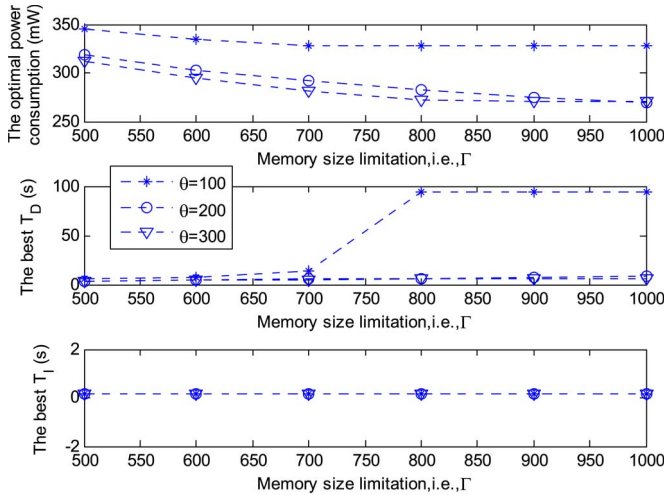 The optimal power
consumption (mW)
350
300
250
500 550 600 650 700 750 800 850 900 950 1000
Memory size limitation,i.e.,Γ
The best T_D (s)
100
50
0
θ=100
θ=200
θ=300
500 550 600 650 700 750 800 850 900 950 1000
Memory size limitation,i.e.,Γ
The best T_I (s)
2
0
-2
500 550 600 650 700 750 800 850 900 950 1000
Memory size limitation,i.e.,Γ